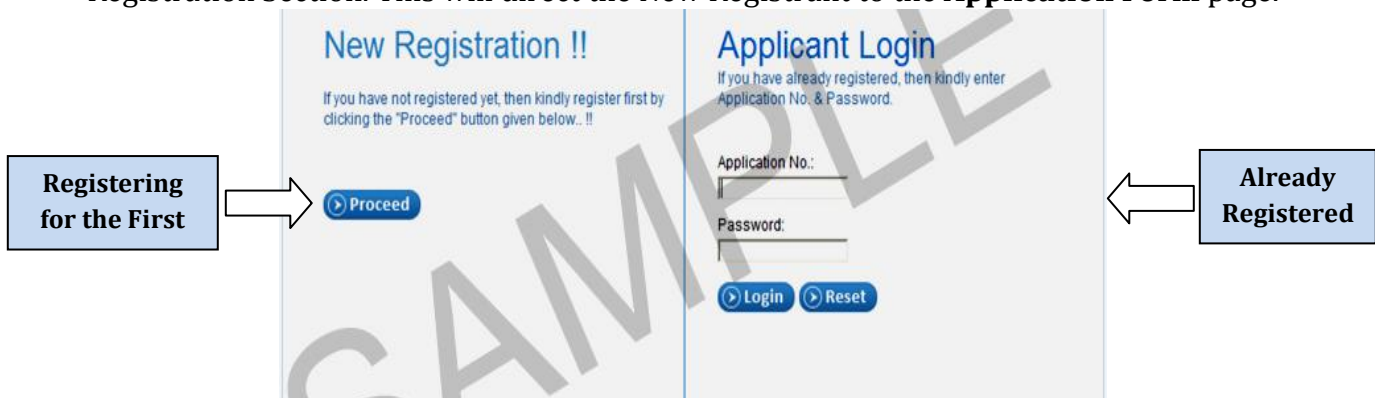 Registration Section. This will direct the New Registrant to the Application Form page.
New Registration !!
If you have not registered yet, then kindly register first by
clicking the "Proceed" button given below.. !!
Registering
for the First
Proceed
Applicant Login
If you have already registered, then kindly enter
Application No. & Password.
Application No.:
Password:
Login Reset
Already
Registered
SAMPLE